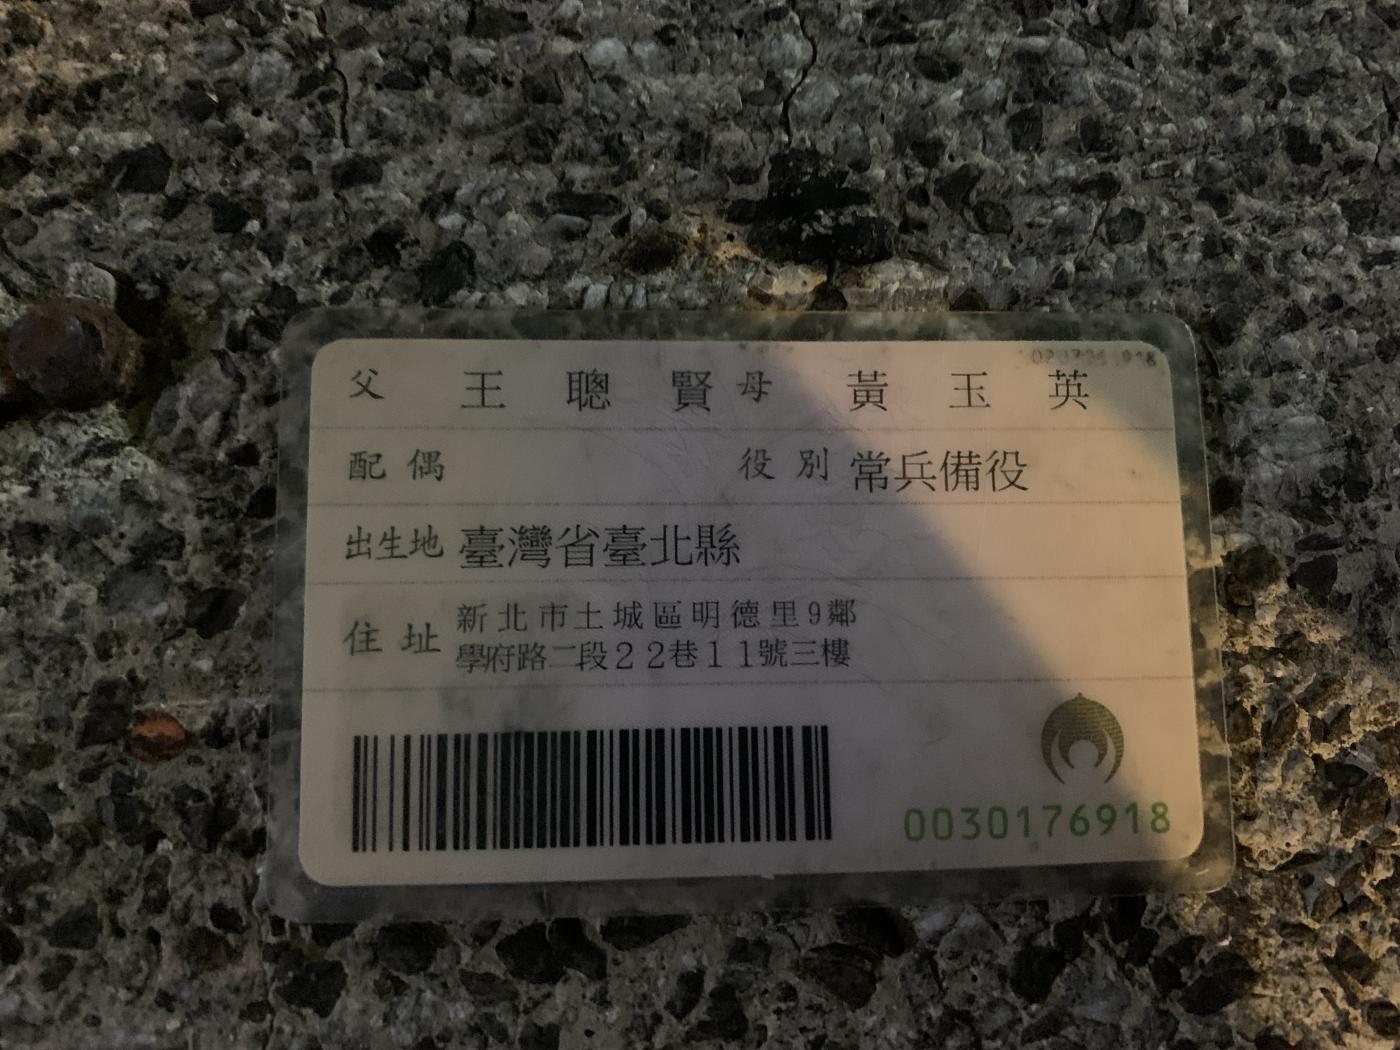 父 王聰賢 母 黃玉英
配偶 役別 常兵備役
出生地 臺灣省臺北縣
住址 新北市土城區明德里9鄰
學府路二段22巷11號三樓
0030176918